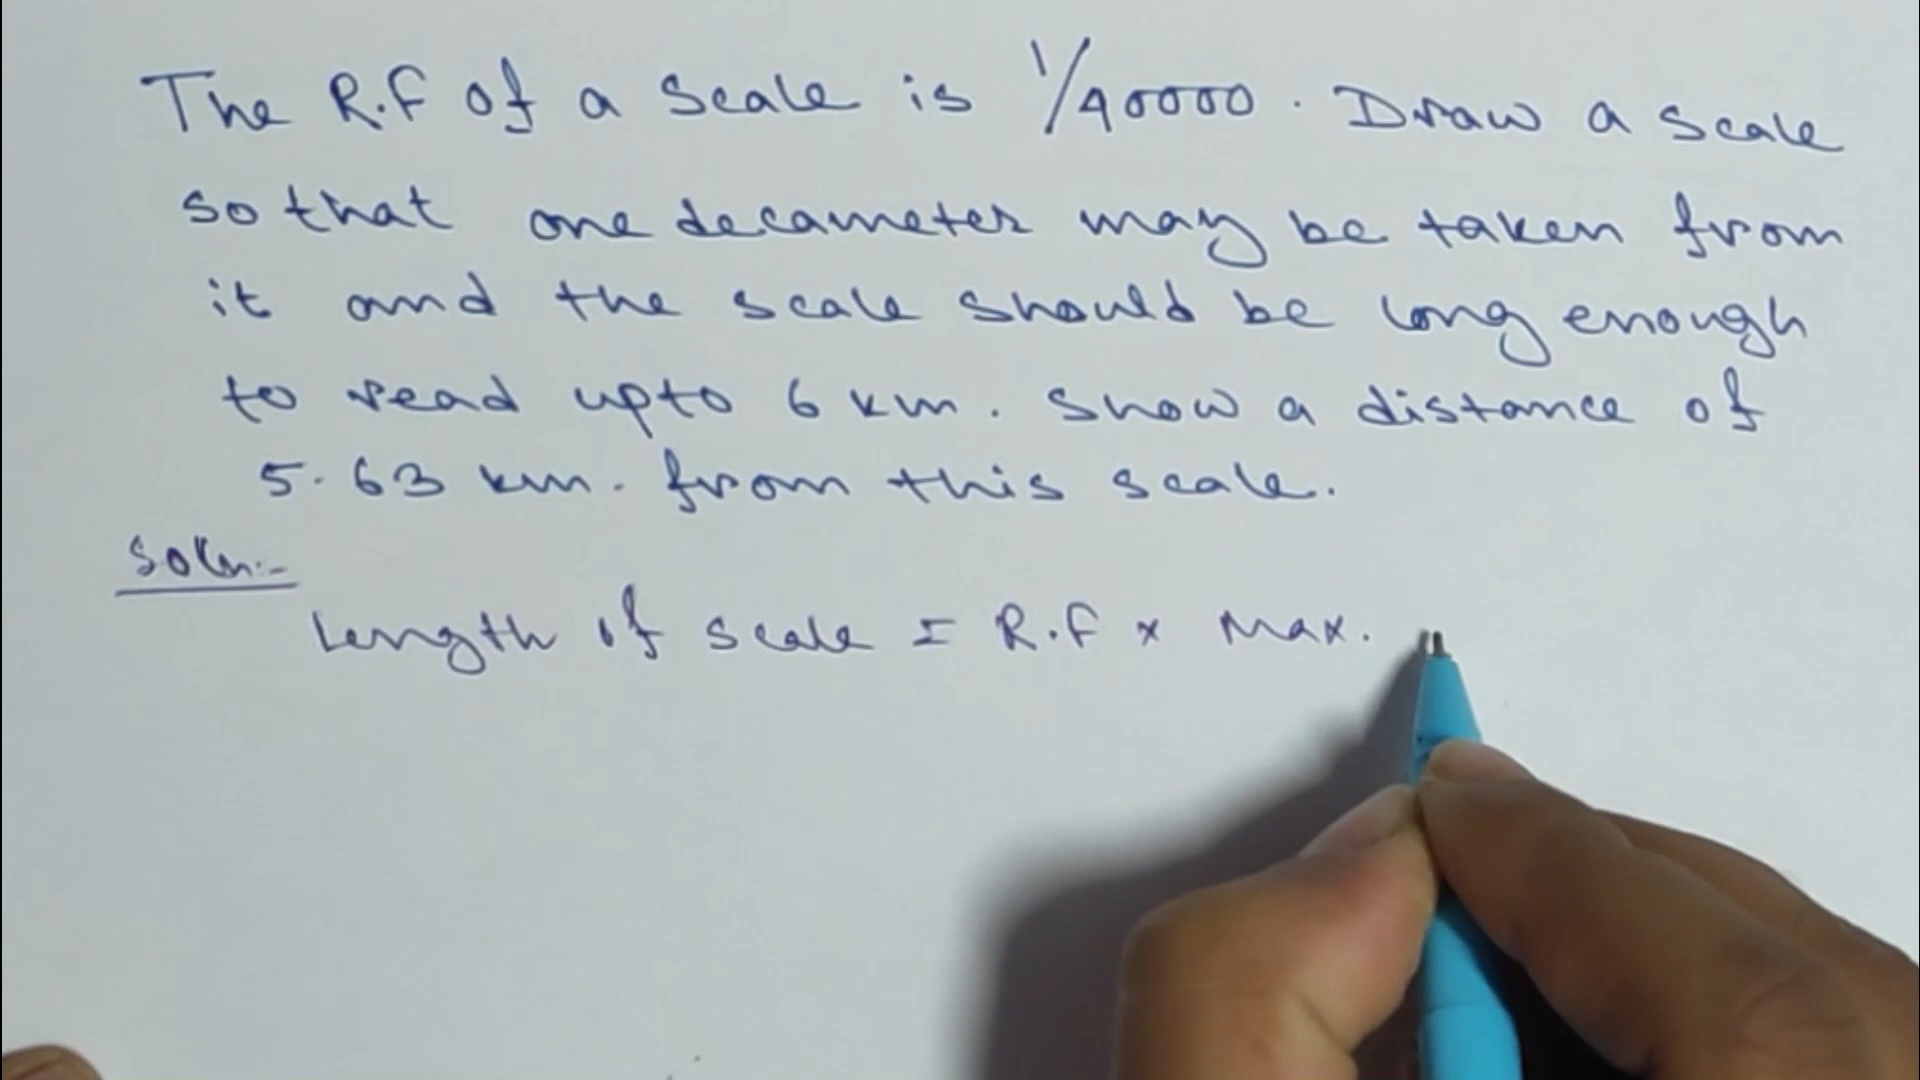 The R.F of a scale is 1/40000. Draw a scale
so that one decameter may be taken from
it and the scale should be long enough
to read upto 6 km. Show a distance of
5.63 km. from this scale.
Soln:-
Length of scale = R.F × Max.